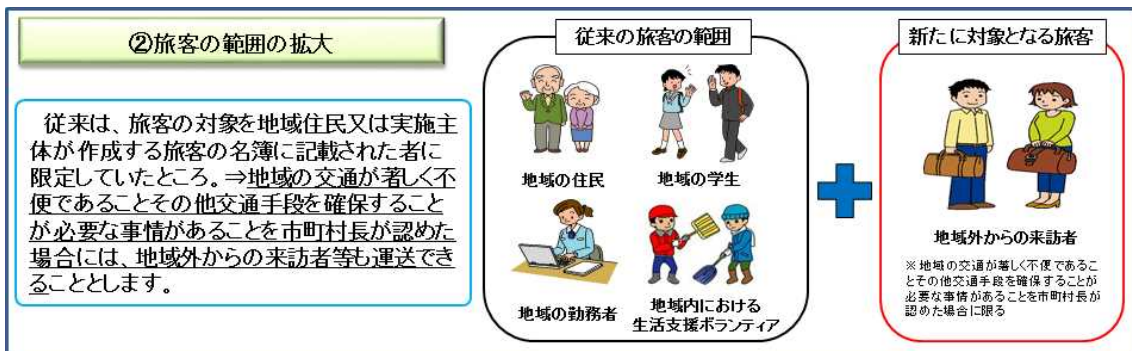 ②旅客の範囲の拡大
従来は、旅客の対象を地域住民又は実施主
体が作成する旅客の名簿に記載された者に
限定していたところ。⇒地域の交通が著しく不
便であることその他交通手段を確保すること
が必要な事情があることを市町村長が認めた
場合には、地域外からの来訪者等も運送でき
ることとします。
従来の旅客の範囲
地域の住民
地域の学生
地域の勤務者
地域内における
生活支援ボランティア
新たに対象となる旅客
地域外からの来訪者
※地域の交通が著しく不便であるこ
とその他交通手段を確保することが
必要な事情があることを市町村長が
認めた場合に限る